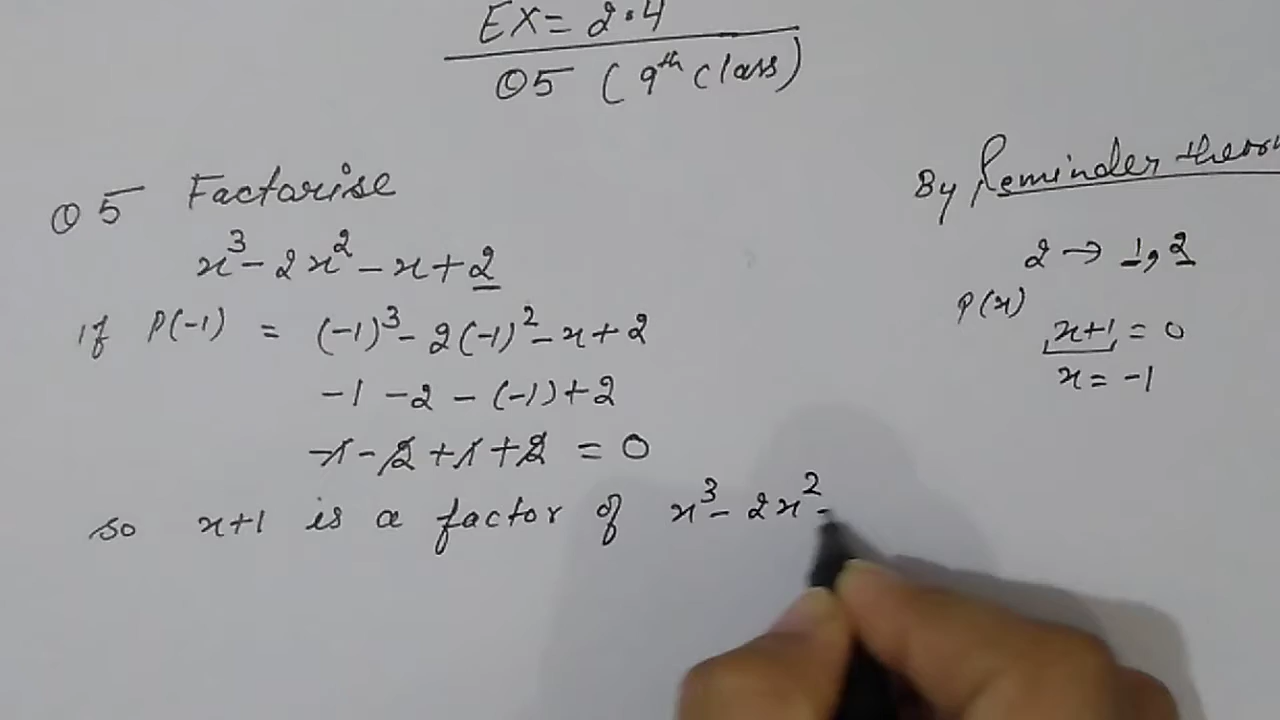 EX = 2.4
Q5 (9th class)
Q5 Factorise
x³ - 2x² - x + 2
If P(-1) = (-1)³ - 2(-1)² - x + 2
-1 - 2 - (-1) + 2
-1 - 2 + 1 + 2 = 0
so x+1 is a factor of x³ - 2x² -
By Reminder
2 → 1, 2
P(x)
x+1 = 0
x = -1